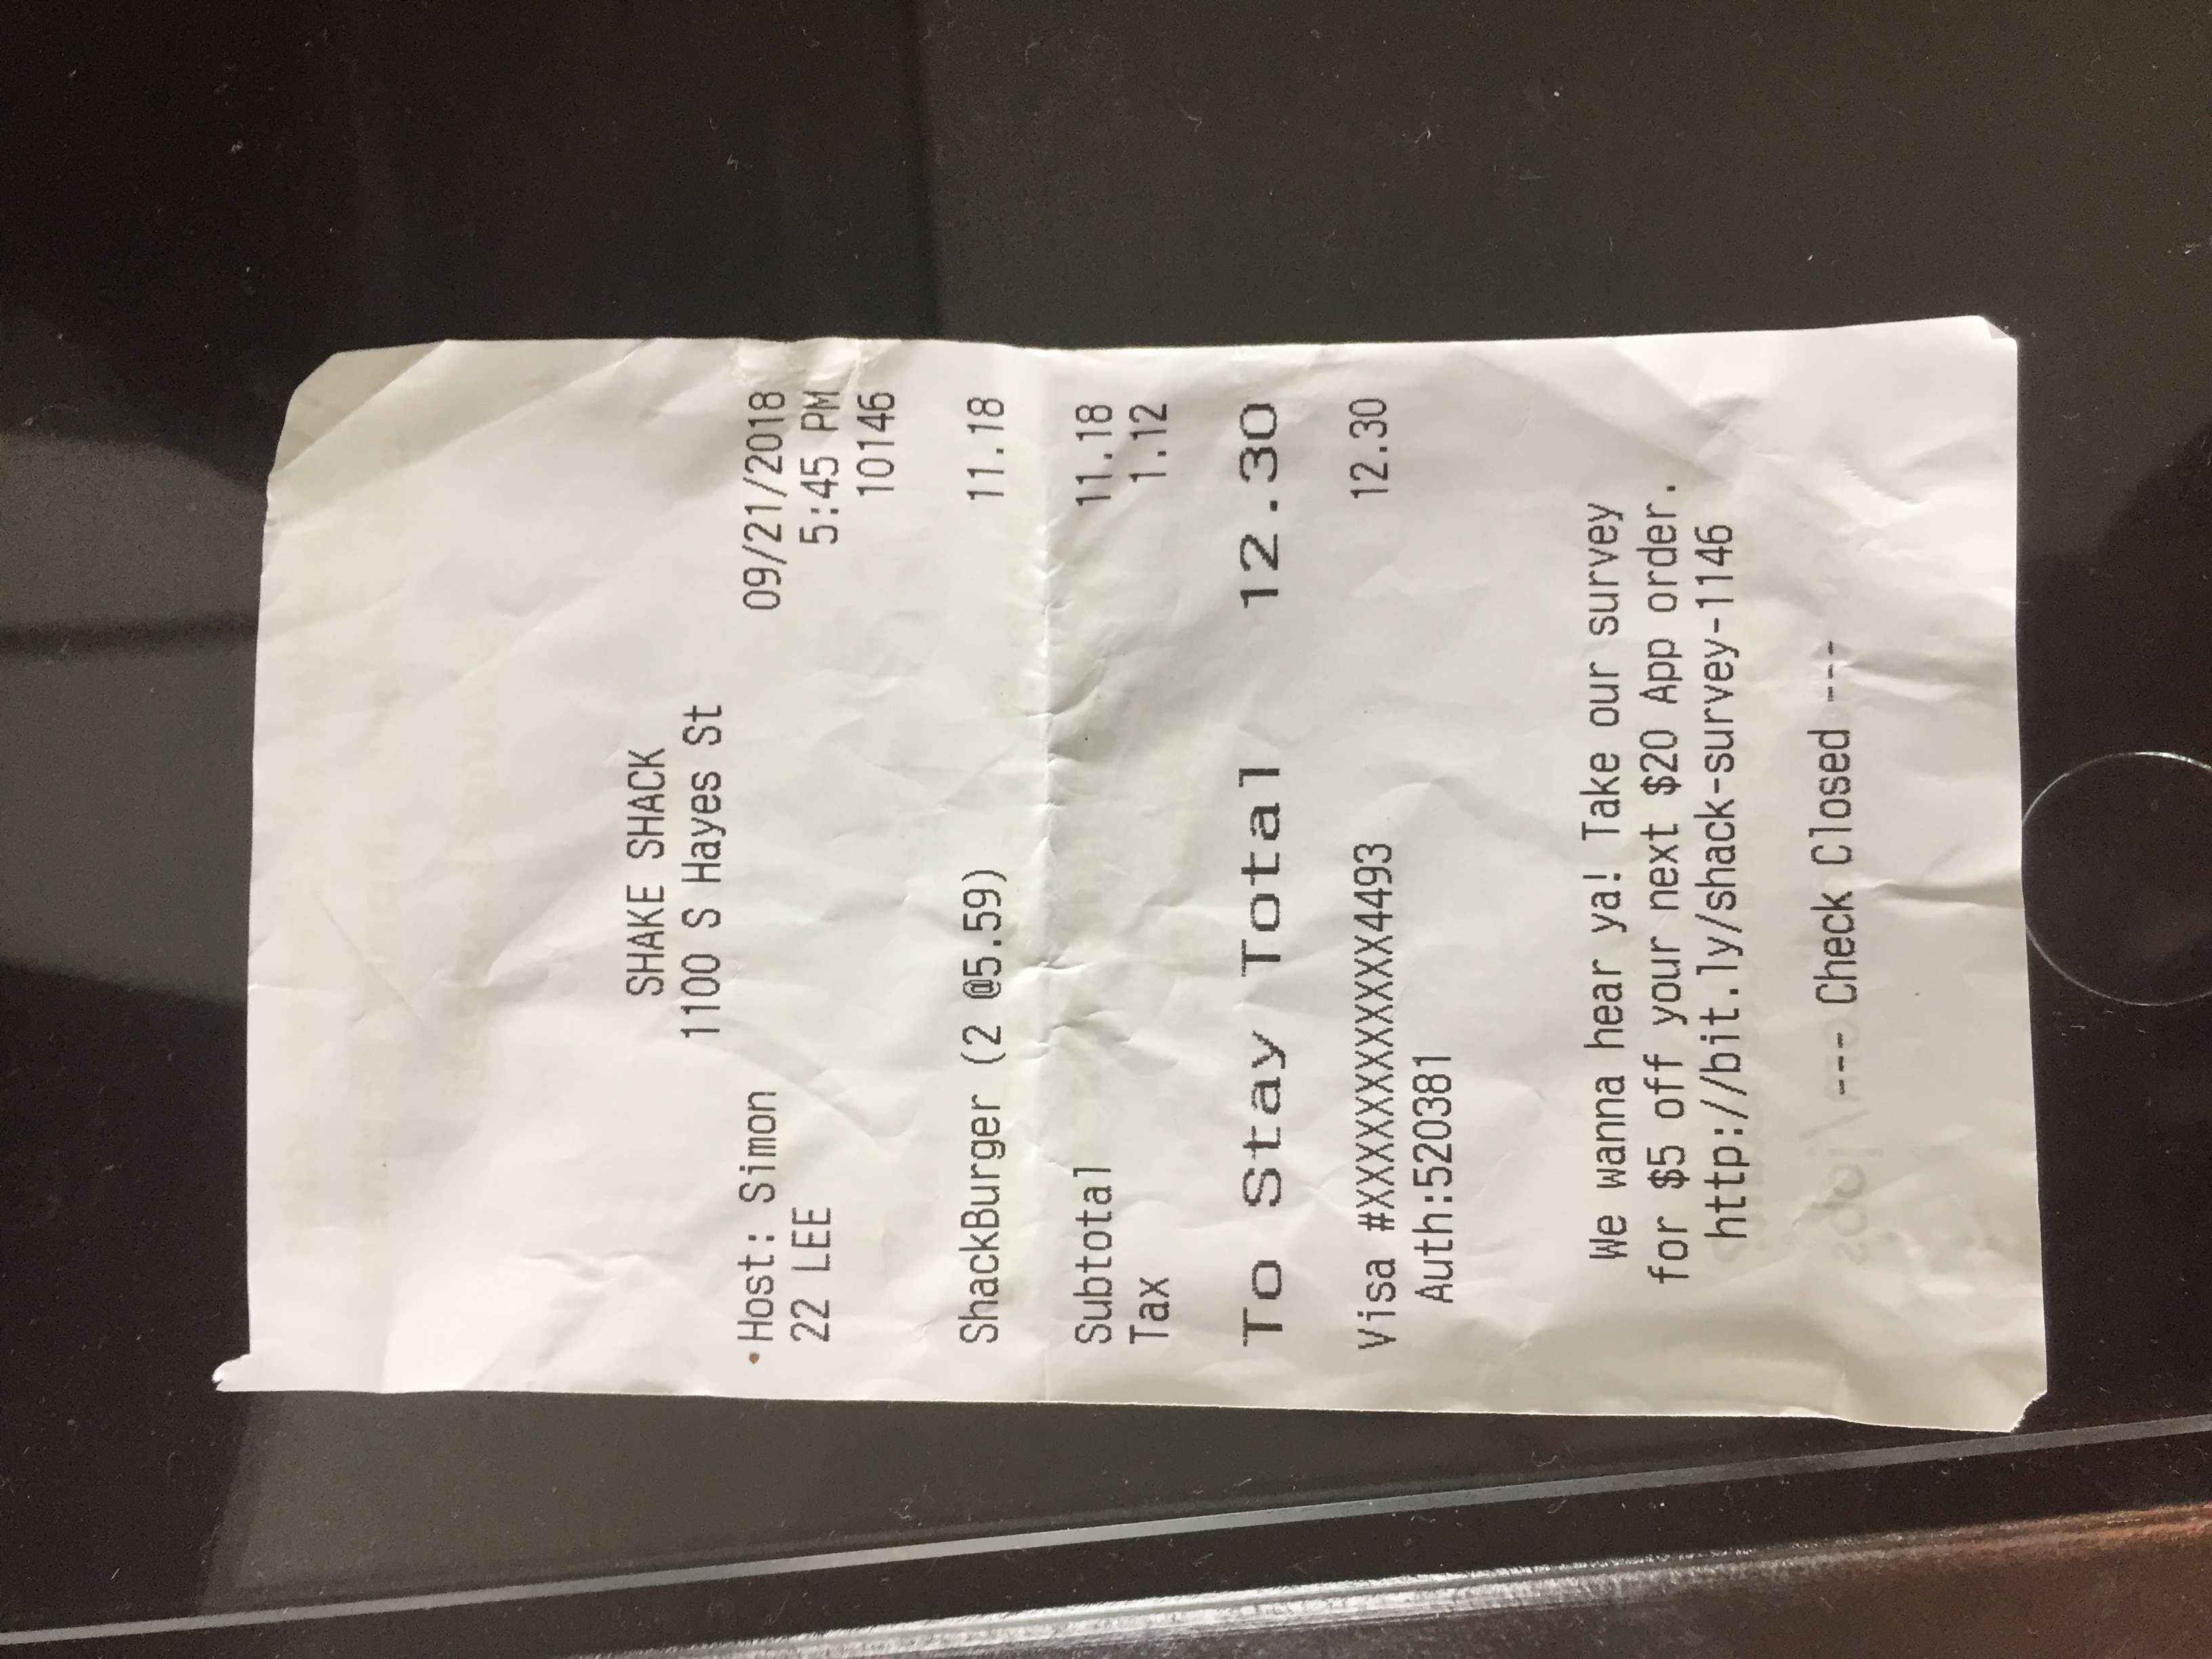 SHAKE SHACK
1100 S Hayes St
Host: Simon 09/21/2018
22 LEE 5:45 PM
10146
ShackBurger (2 @5.59) 11.18
Subtotal 11.18
Tax 1.12
To Stay Total 12.30
Visa #XXXXXXXXXXXX4493 12.30
Auth:520381
We wanna hear ya! Take our survey
for $5 off your next $20 App order.
http://bit.ly/shack-survey-1146
--- Check Closed ---